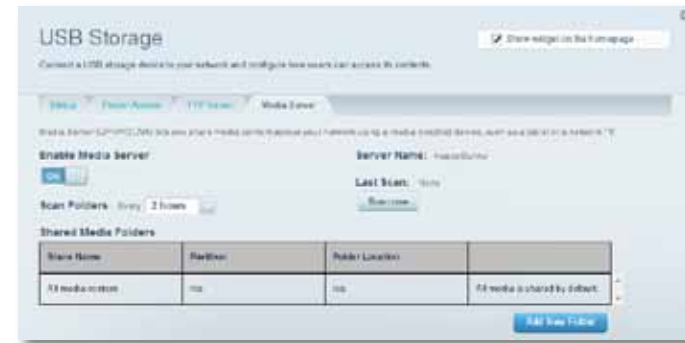 USB Storage
Show widget on the homepage
Connect a USB storage device to your network and configure how users can access its contents.
Status Folder Access FTP Server Media Server
Enable Media Server
Server Name:
ON
Last Scan: None
Scan Folders Every 2 hours
Scan now
Shared Media Folders
Share Name Partition Folder Location
All media content n/a n/a All media is shared by default.
Add New Folder